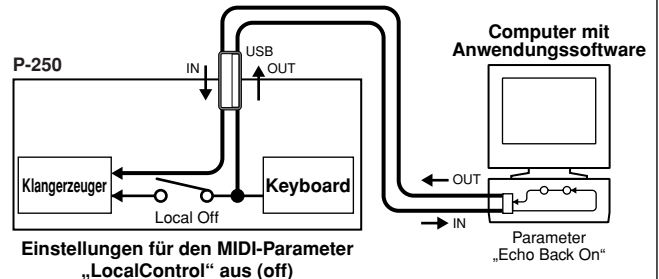 Computer mit
Anwendungssoftware
USB
P-250
IN
OUT
Klangerzeuger
Keyboard
Local Off
OUT
IN
Parameter
„Echo Back On“
Einstellungen für den MIDI-Parameter
„LocalControl“ aus (off)